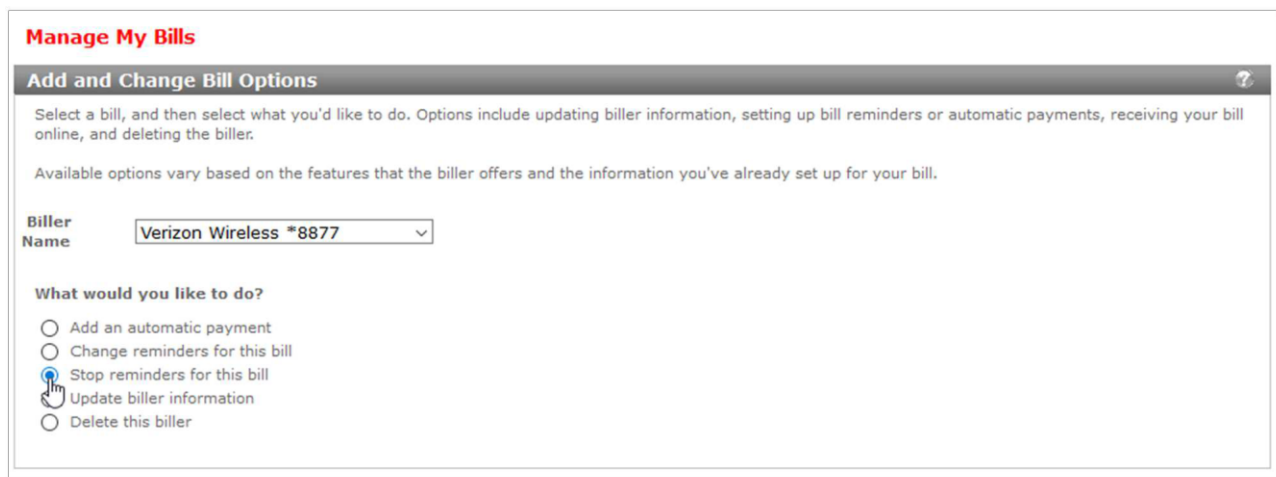 Manage My Bills
Add and Change Bill Options
?
Select a bill, and then select what you'd like to do. Options include updating biller information, setting up bill reminders or automatic payments, receiving your bill
online, and deleting the biller.
Available options vary based on the features that the biller offers and the information you've already set up for your bill.
Biller
Name
Verizon Wireless *8877
What would you like to do?
Add an automatic payment
Change reminders for this bill
Stop reminders for this bill
Update biller information
Delete this biller